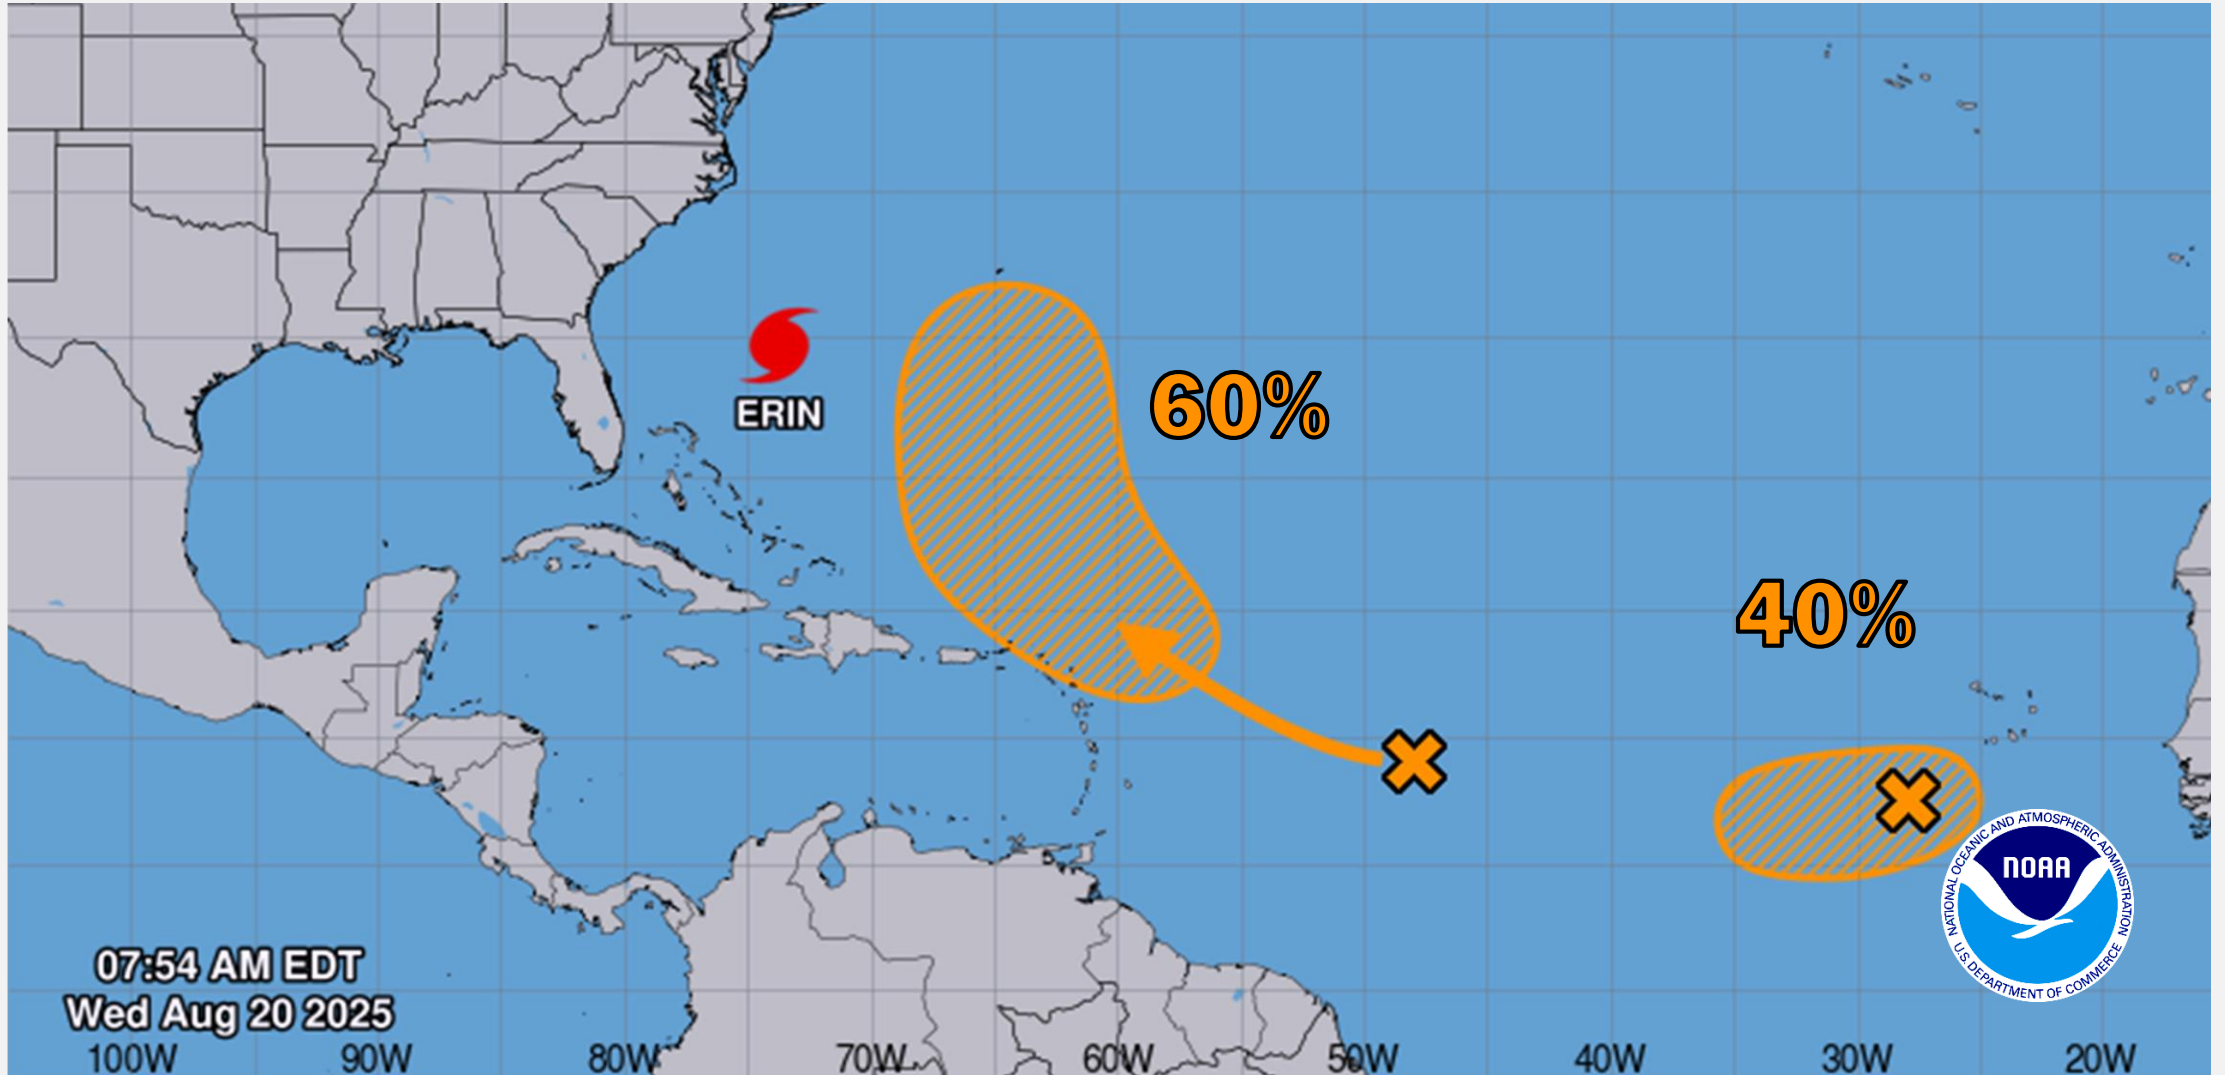 ERIN
60%
40%
NATIONAL OCEANIC AND ATMOSPHERIC ADMINISTRATION
NOAA
U.S. DEPARTMENT OF COMMERCE
07:54 AM EDT
Wed Aug 20 2025
100W 90W 80W 70W 60W 50W 40W 30W 20W